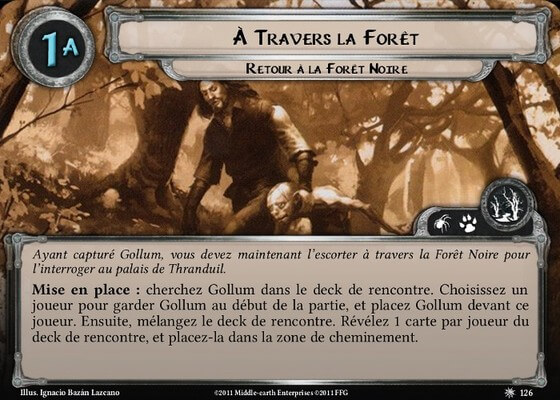 1A
À Travers la Forêt
Retour à la Forêt Noire
Ayant capturé Gollum, vous devez maintenant l'escorter à travers la Forêt Noire pour
l'interroger au palais de Thranduil.
Mise en place : cherchez Gollum dans le deck de rencontre. Choisissez un
joueur pour garder Gollum au début de la partie, et placez Gollum devant ce
joueur. Ensuite, mélangez le deck de rencontre. Révélez 1 carte par joueur du
deck de rencontre, et placez-la dans la zone de cheminement.
Illus. Ignacio Bazán Lazcano ©2011 Middle-earth Enterprises ©2011 FFG 126